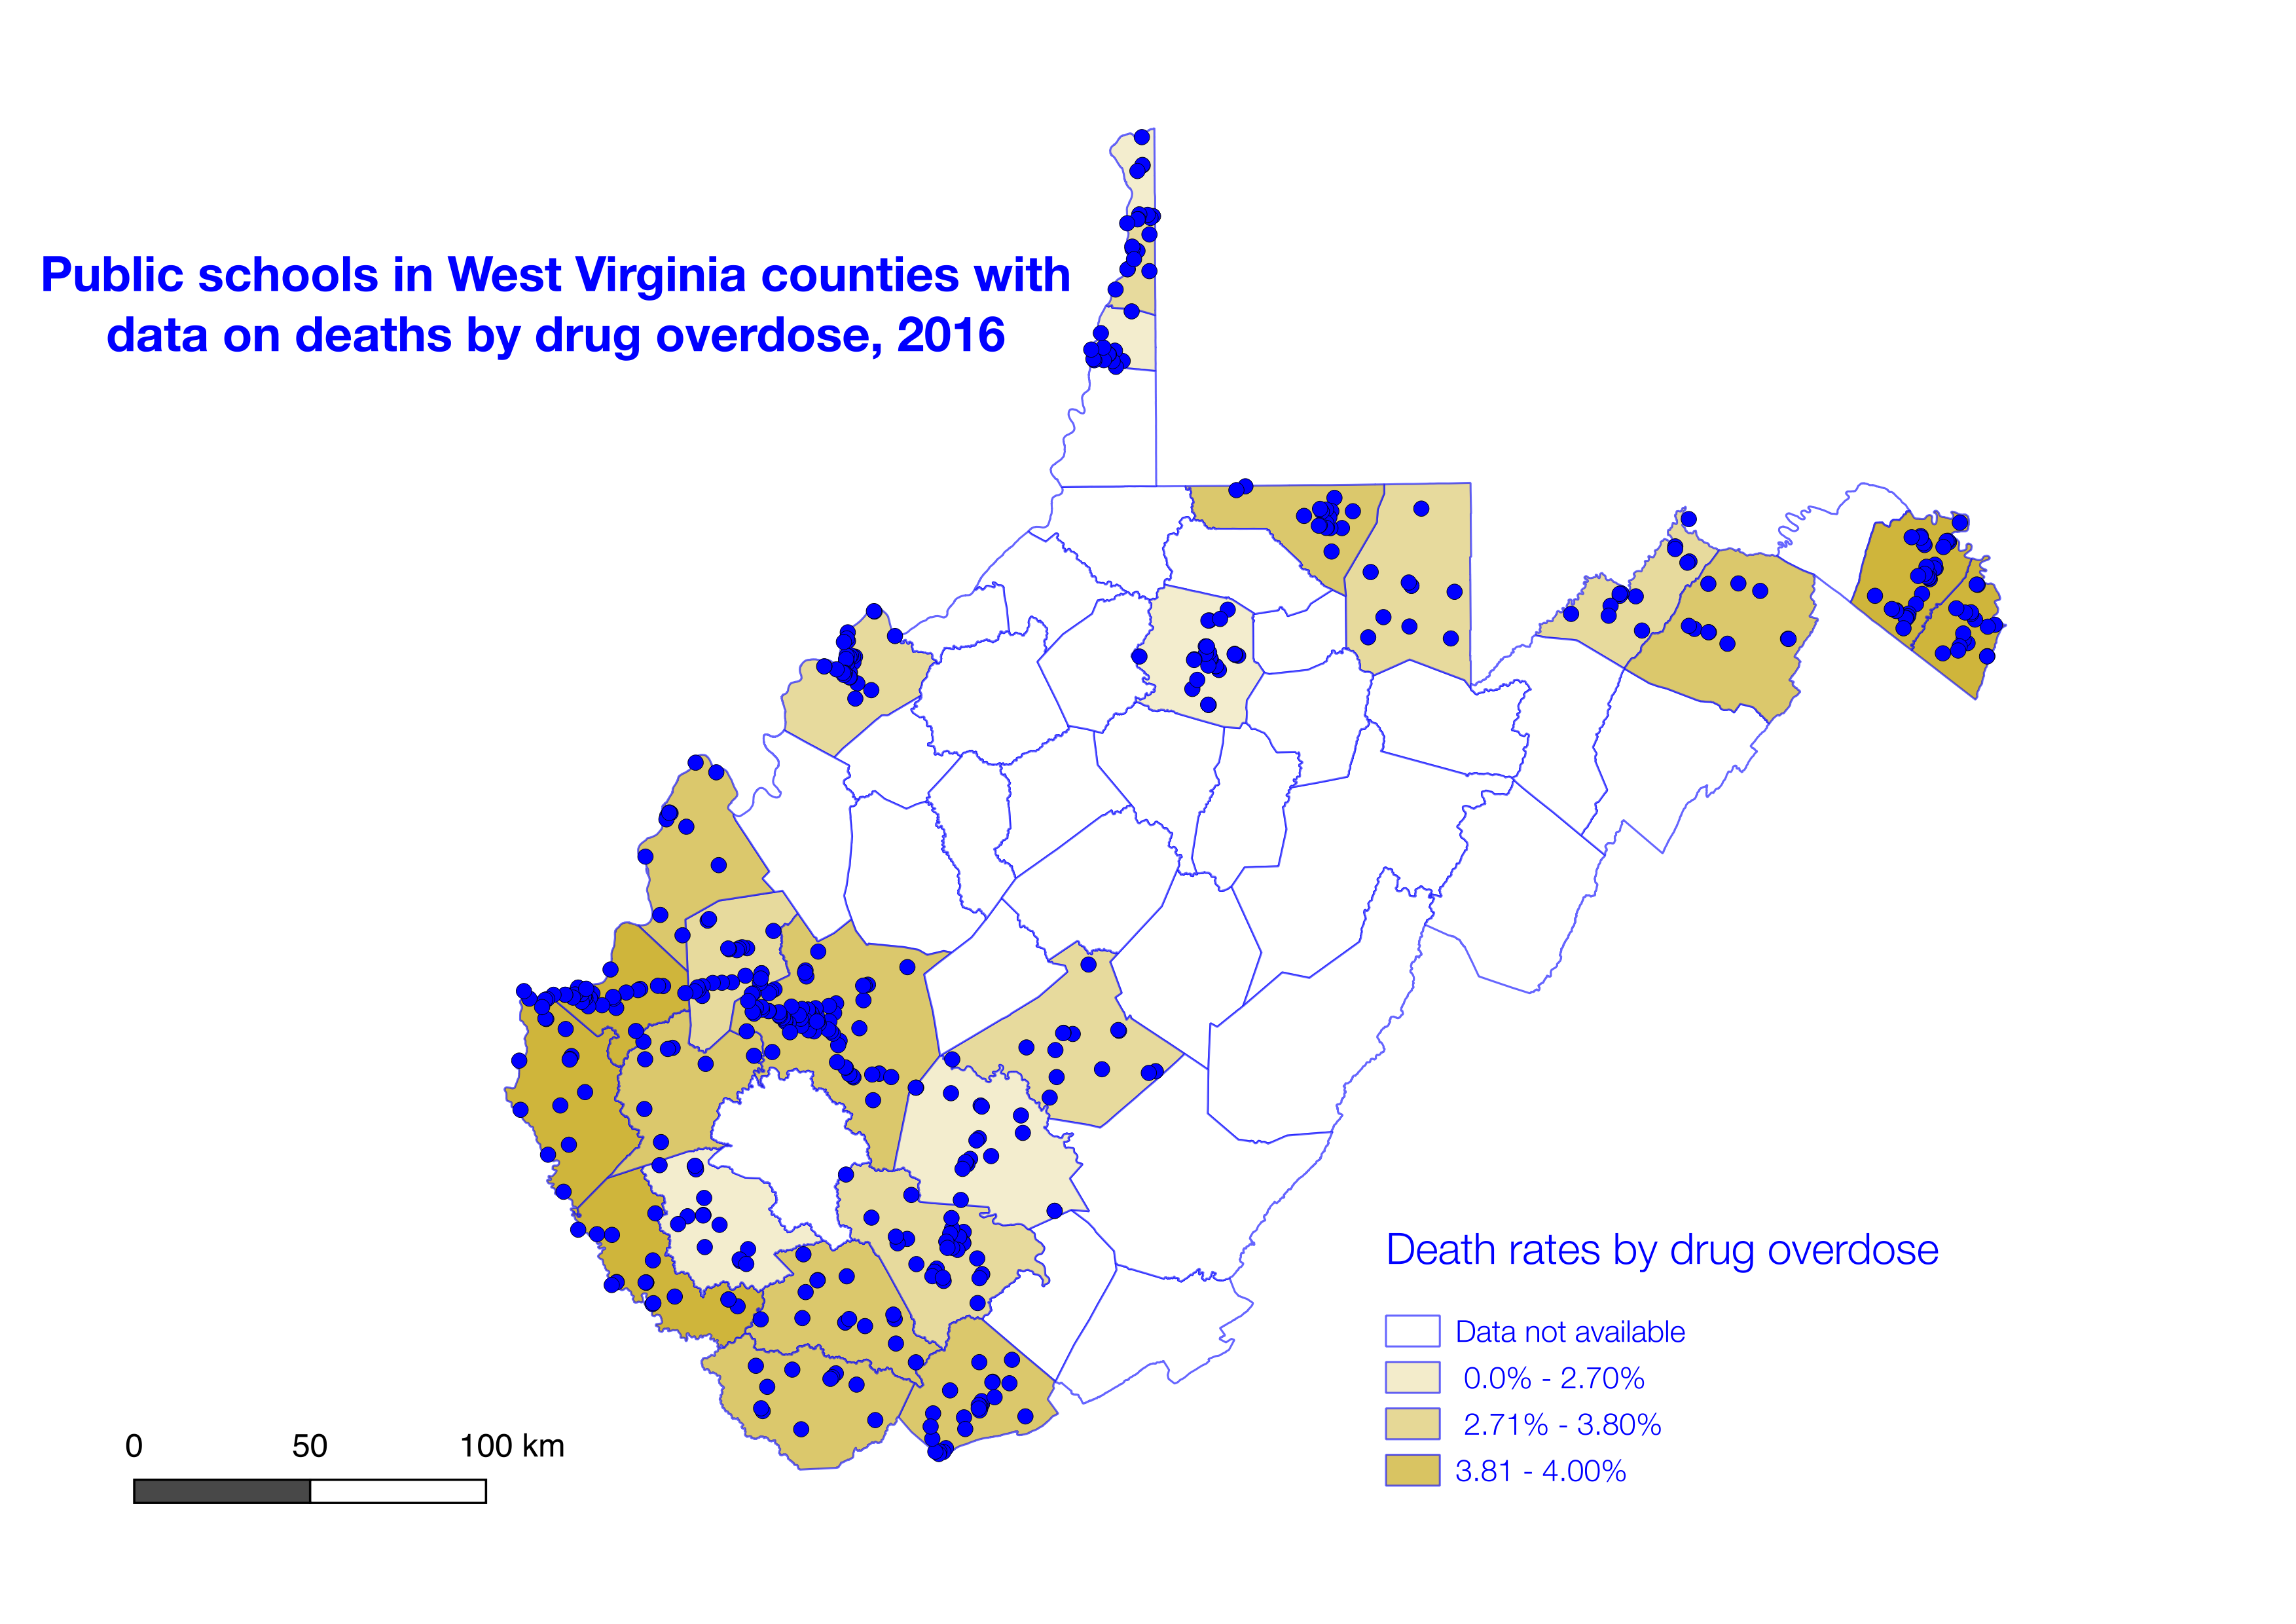 Public schools in West Virginia counties with
data on deaths by drug overdose, 2016
Death rates by drug overdose
Data not available
0.0% - 2.70%
2.71% - 3.80%
3.81 - 4.00%
0 50 100 km